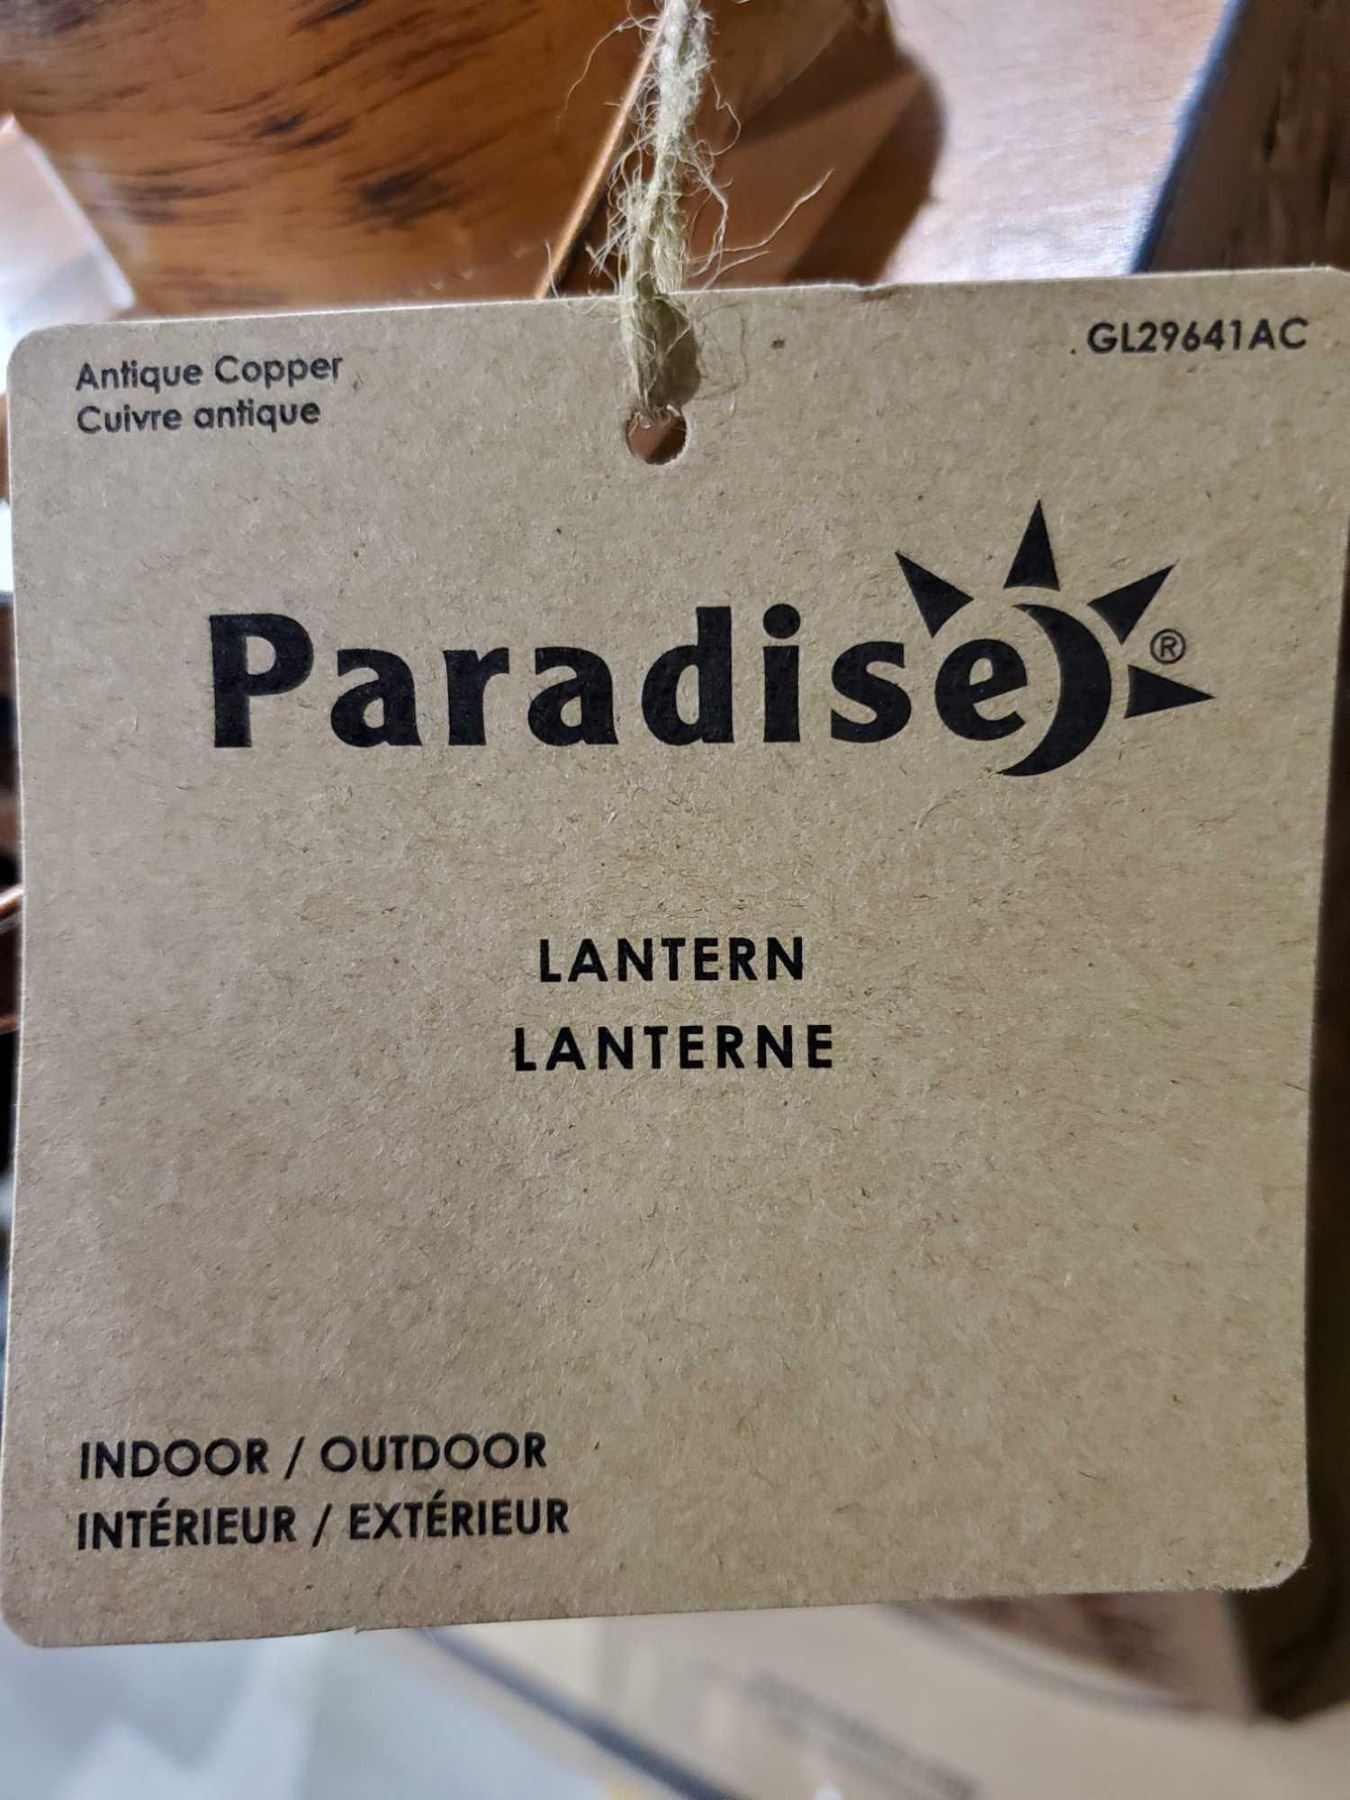 Antique Copper
Cuivre antique
GL29641AC
Paradise®
LANTERN
LANTERNE
INDOOR / OUTDOOR
INTÉRIEUR / EXTÉRIEUR